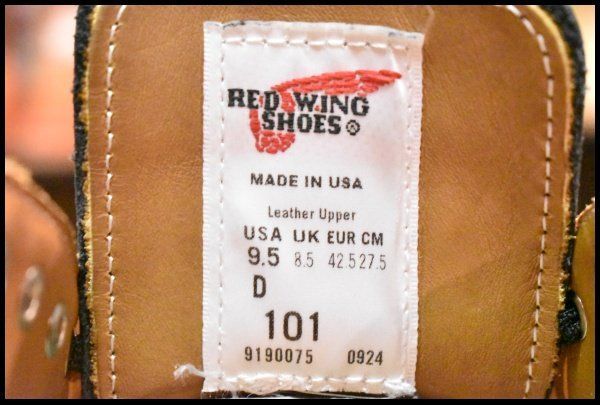 RED WING
SHOES®
MADE IN USA
Leather Upper
USA UK EUR CM
9.5 8.5 42.5 27.5
D
101
9190075 0924